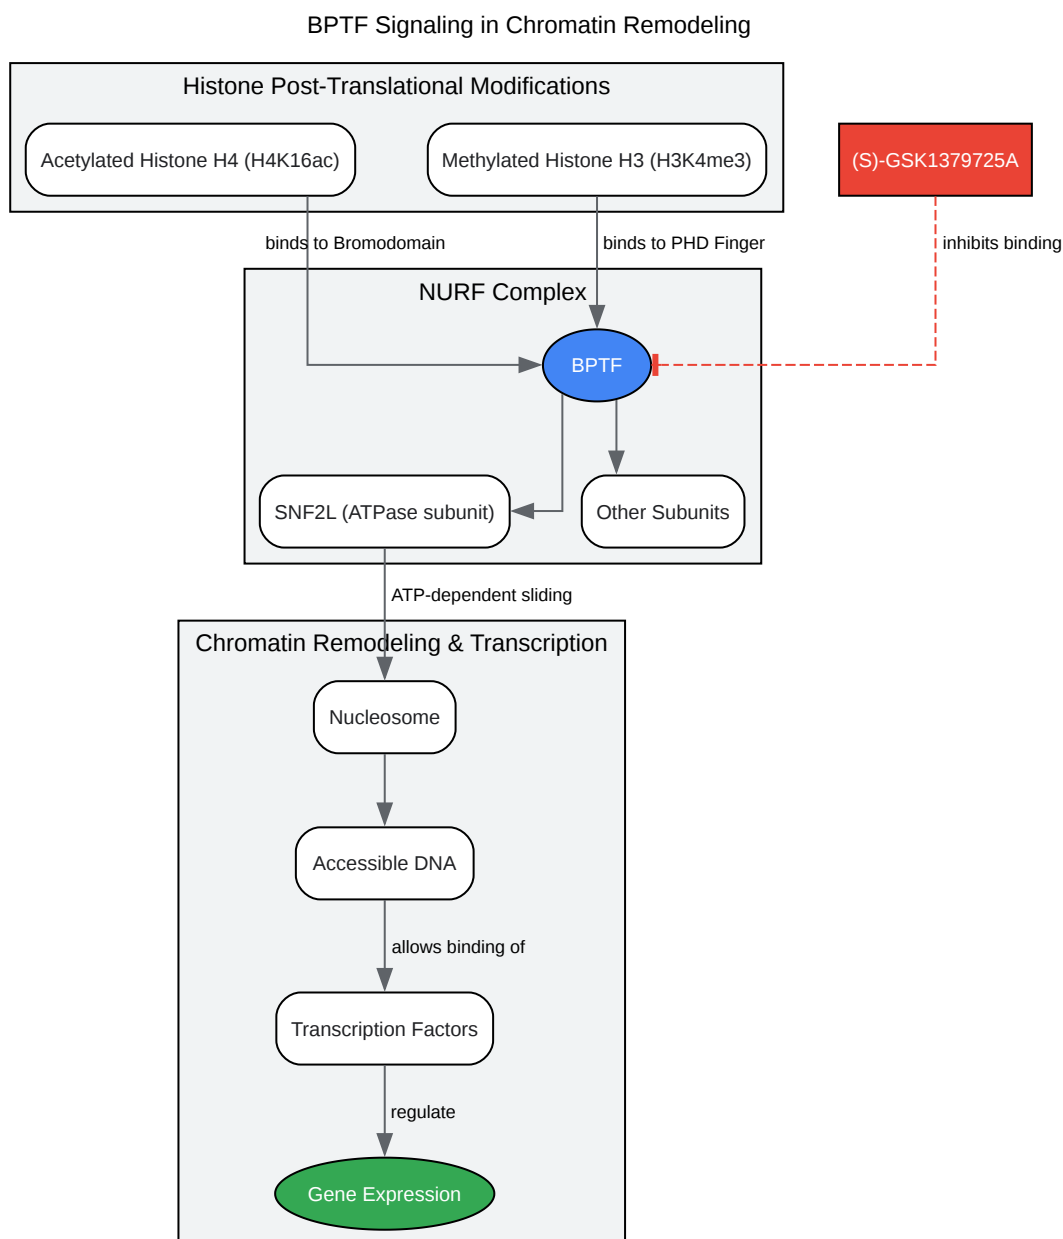 BPTF Signaling in Chromatin Remodeling
Histone Post-Translational Modifications
Acetylated Histone H4 (H4K16ac)
Methylated Histone H3 (H3K4me3)
(S)-GSK1379725A
binds to Bromodomain
binds to PHD Finger
inhibits binding
NURF Complex
BPTF
SNF2L (ATPase subunit)
Other Subunits
ATP-dependent sliding
Chromatin Remodeling & Transcription
Nucleosome
Accessible DNA
allows binding of
Transcription Factors
regulate
Gene Expression